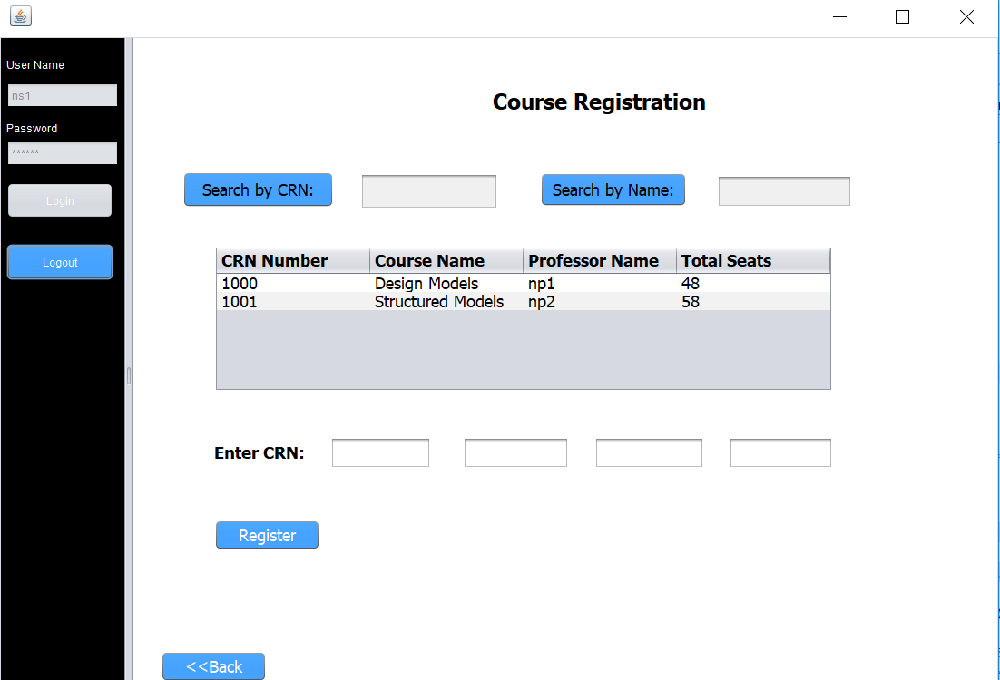 User Name
ns1
Password
******
Login
Logout
Course Registration
Search by CRN:
Search by Name:
CRN Number Course Name Professor Name Total Seats
1000 Design Models np1 48
1001 Structured Models np2 58
Enter CRN:
Register
<<Back